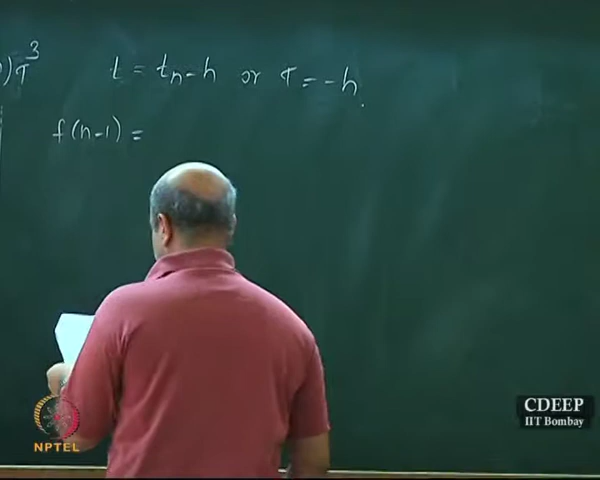 )τ³
t = tn-h or τ = -h.
f(n-1) =
CDEEP
IIT Bombay
NPTEL